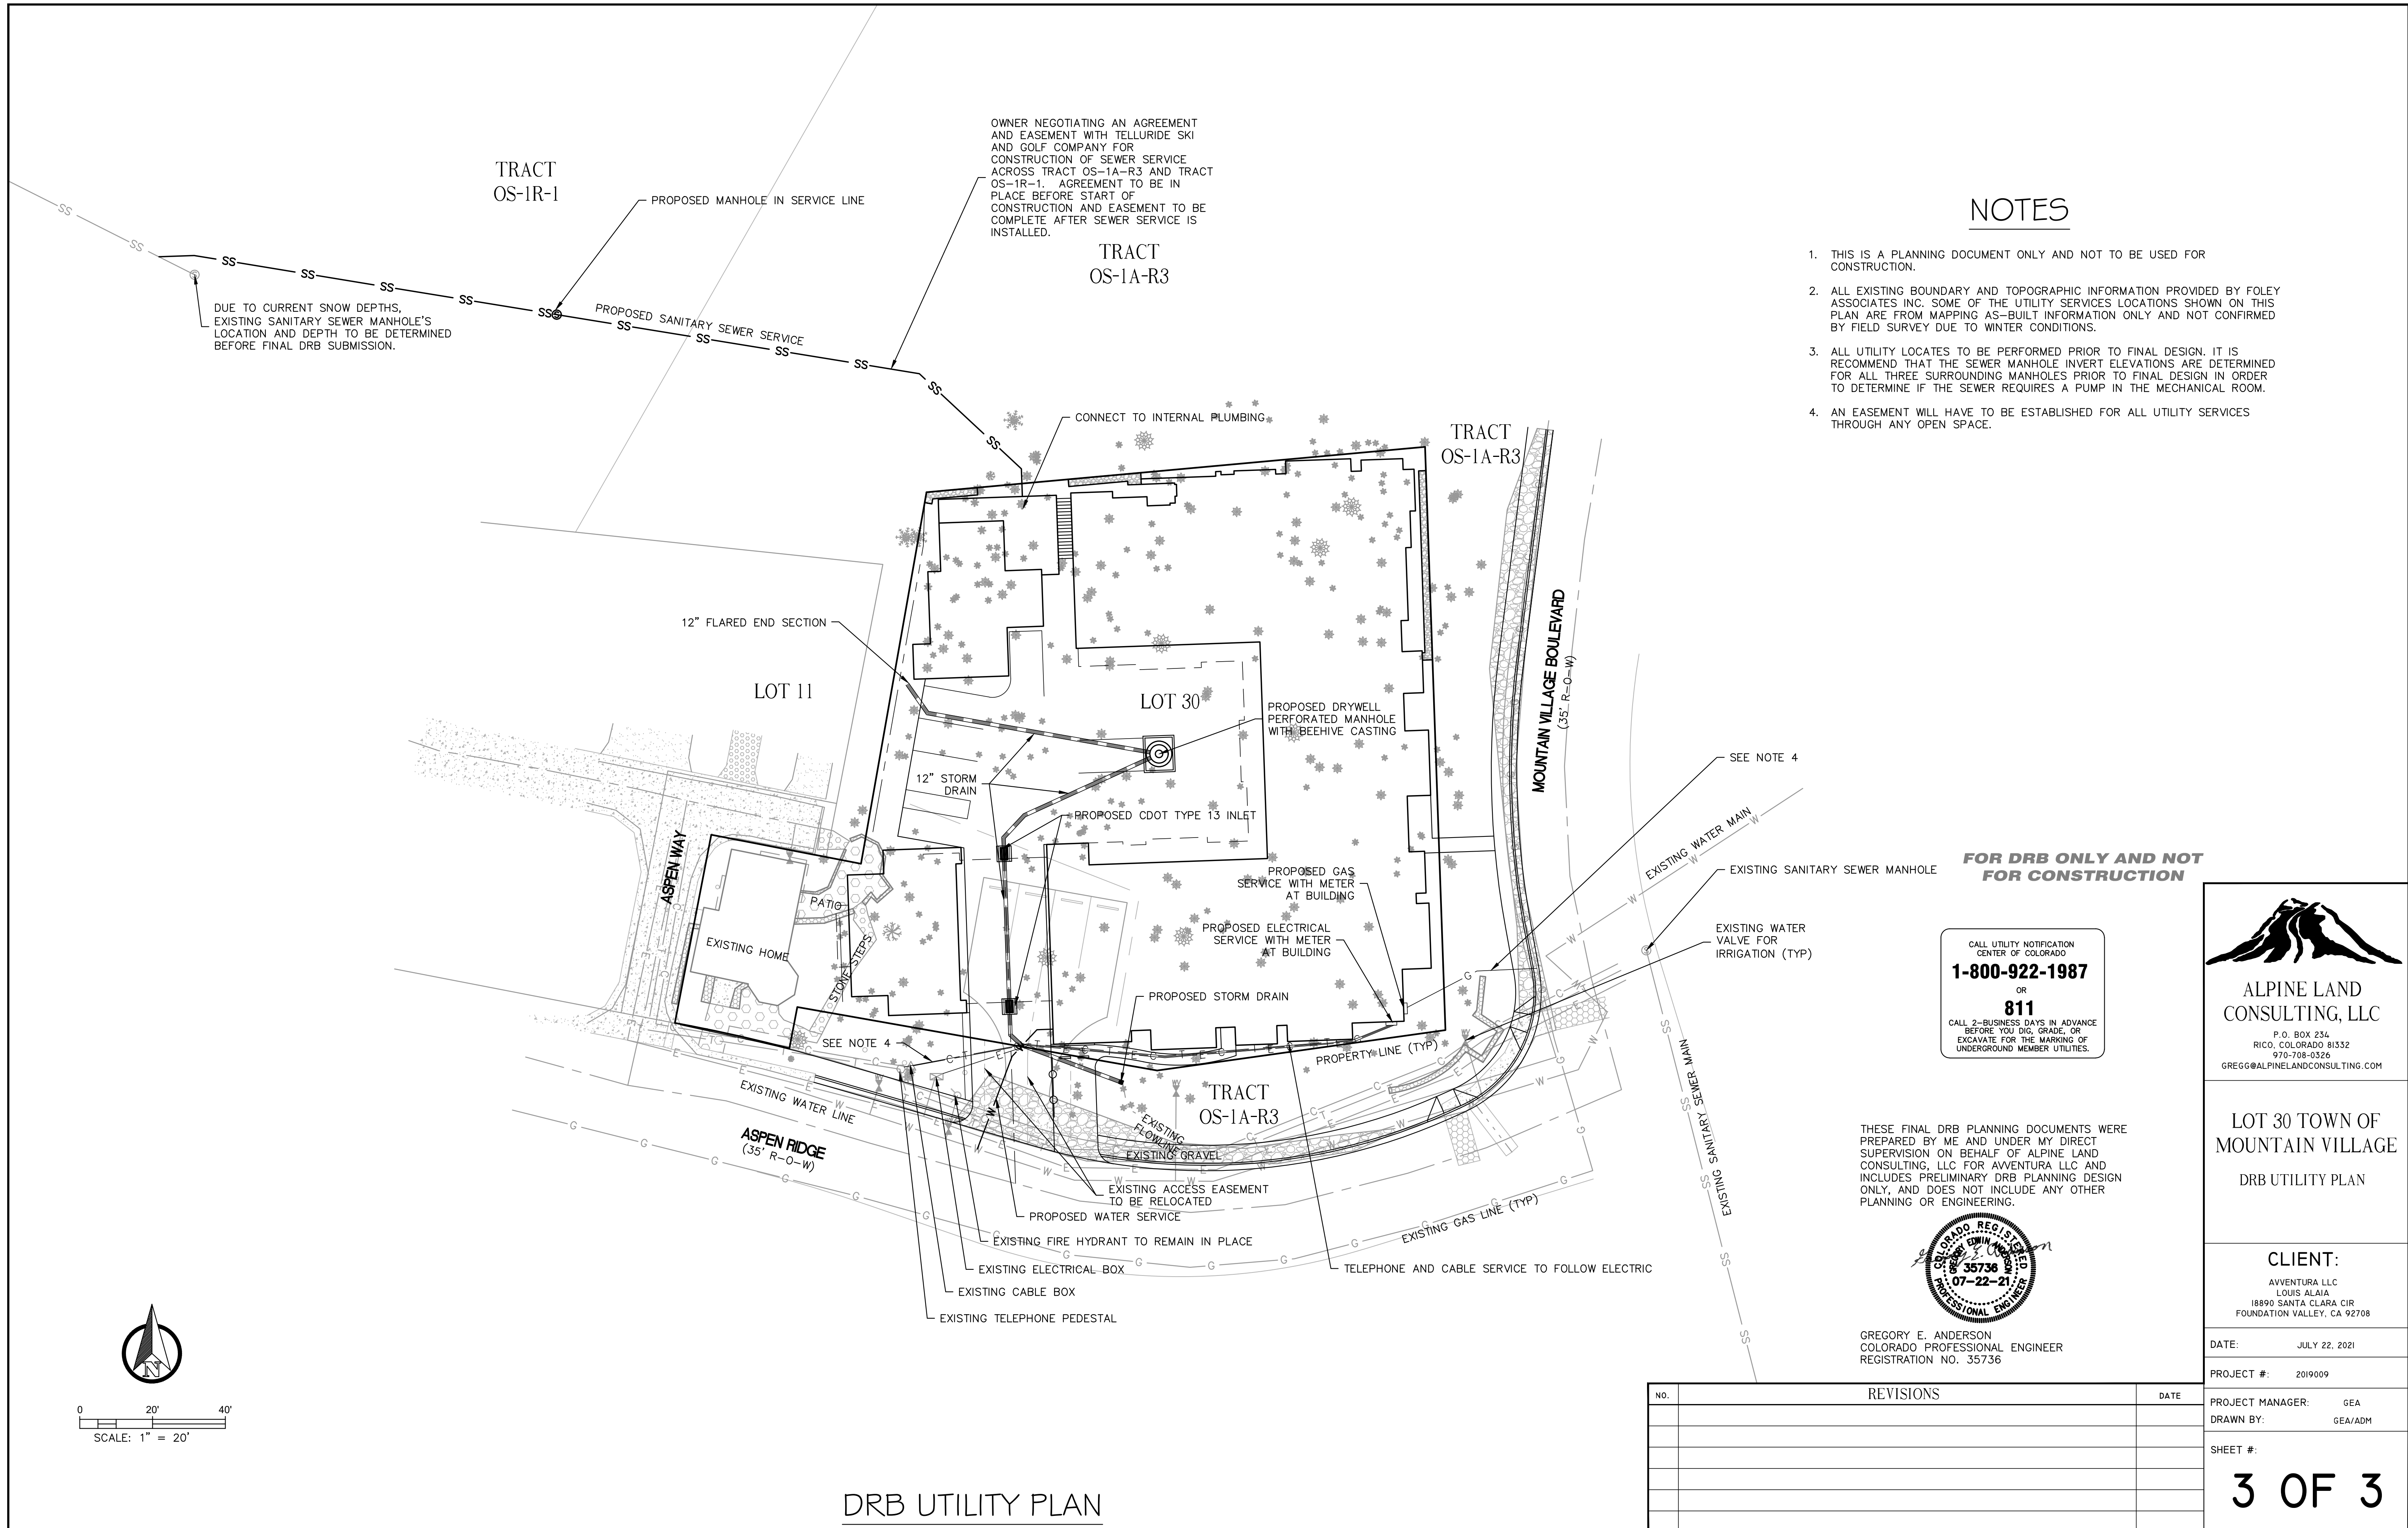 TRACT
OS-1R-1
PROPOSED MANHOLE IN SERVICE LINE
OWNER NEGOTIATING AN AGREEMENT
AND EASEMENT WITH TELLURIDE SKI
AND GOLF COMPANY FOR
CONSTRUCTION OF SEWER SERVICE
ACROSS TRACT OS-1A-R3 AND TRACT
OS-1R-1. AGREEMENT TO BE IN
PLACE BEFORE START OF
CONSTRUCTION AND EASEMENT TO BE
COMPLETE AFTER SEWER SERVICE IS
INSTALLED.
TRACT
OS-1A-R3
DUE TO CURRENT SNOW DEPTHS,
EXISTING SANITARY SEWER MANHOLE'S
LOCATION AND DEPTH TO BE DETERMINED
BEFORE FINAL DRB SUBMISSION.
PROPOSED SANITARY SEWER SERVICE
NOTES
1. THIS IS A PLANNING DOCUMENT ONLY AND NOT TO BE USED FOR
CONSTRUCTION.
2. ALL EXISTING BOUNDARY AND TOPOGRAPHIC INFORMATION PROVIDED BY FOLEY
ASSOCIATES INC. SOME OF THE UTILITY SERVICES LOCATIONS SHOWN ON THIS
PLAN ARE FROM MAPPING AS-BUILT INFORMATION ONLY AND NOT CONFIRMED
BY FIELD SURVEY DUE TO WINTER CONDITIONS.
3. ALL UTILITY LOCATES TO BE PERFORMED PRIOR TO FINAL DESIGN. IT IS
RECOMMEND THAT THE SEWER MANHOLE INVERT ELEVATIONS ARE DETERMINED
FOR ALL THREE SURROUNDING MANHOLES PRIOR TO FINAL DESIGN IN ORDER
TO DETERMINE IF THE SEWER REQUIRES A PUMP IN THE MECHANICAL ROOM.
4. AN EASEMENT WILL HAVE TO BE ESTABLISHED FOR ALL UTILITY SERVICES
THROUGH ANY OPEN SPACE.
CONNECT TO INTERNAL PLUMBING
TRACT
OS-1A-R3
12" FLARED END SECTION
LOT 11
LOT 30
PROPOSED DRYWELL
PERFORATED MANHOLE
WITH BEEHIVE CASTING
MOUNTAIN VILLAGE BOULEVARD
(35' R-O-W)
12" STORM
DRAIN
PROPOSED CDOT TYPE 13 INLET
SEE NOTE 4
EXISTING WATER MAIN
EXISTING SANITARY SEWER MANHOLE
EXISTING WATER
VALVE FOR
IRRIGATION (TYP)
PROPOSED GAS
SERVICE WITH METER
AT BUILDING
PROPOSED ELECTRICAL
SERVICE WITH METER
AT BUILDING
ASPEN WAY
PATIO
EXISTING HOME
STONE STEPS
PROPOSED STORM DRAIN
SEE NOTE 4
PROPERTY LINE (TYP)
EXISTING WATER LINE
TRACT
OS-1A-R3
EXISTING
FLOWLINE
EXISTING GRAVEL
ASPEN RIDGE
(35' R-O-W)
EXISTING ACCESS EASEMENT
TO BE RELOCATED
PROPOSED WATER SERVICE
EXISTING FIRE HYDRANT TO REMAIN IN PLACE
EXISTING ELECTRICAL BOX
EXISTING CABLE BOX
EXISTING TELEPHONE PEDESTAL
EXISTING GAS LINE (TYP)
TELEPHONE AND CABLE SERVICE TO FOLLOW ELECTRIC
EXISTING SANITARY SEWER MAIN
FOR DRB ONLY AND NOT
FOR CONSTRUCTION
CALL UTILITY NOTIFICATION
CENTER OF COLORADO
1-800-922-1987
OR
811
CALL 2-BUSINESS DAYS IN ADVANCE
BEFORE YOU DIG, GRADE, OR
EXCAVATE FOR THE MARKING OF
UNDERGROUND MEMBER UTILITIES.
THESE FINAL DRB PLANNING DOCUMENTS WERE
PREPARED BY ME AND UNDER MY DIRECT
SUPERVISION ON BEHALF OF ALPINE LAND
CONSULTING, LLC FOR AVVENTURA LLC AND
INCLUDES PRELIMINARY DRB PLANNING DESIGN
ONLY, AND DOES NOT INCLUDE ANY OTHER
PLANNING OR ENGINEERING.
COLORADO REGISTERED
GREGORY EDWIN ANDERSON
35736
07-22-21
PROFESSIONAL ENGINEER
GREGORY E. ANDERSON
COLORADO PROFESSIONAL ENGINEER
REGISTRATION NO. 35736
ALPINE LAND
CONSULTING, LLC
P.O. BOX 234
RICO, COLORADO 81332
970-708-0326
GREGG@ALPINELANDCONSULTING.COM
LOT 30 TOWN OF
MOUNTAIN VILLAGE
DRB UTILITY PLAN
CLIENT:
AVVENTURA LLC
LOUIS ALAIA
18890 SANTA CLARA CIR
FOUNDATION VALLEY, CA 92708
DATE: JULY 22, 2021
PROJECT #: 2019009
PROJECT MANAGER: GEA
DRAWN BY: GEA/ADM
SHEET #:
3 OF 3
NO. REVISIONS DATE
N
0 20' 40'
SCALE: 1" = 20'
DRB UTILITY PLAN